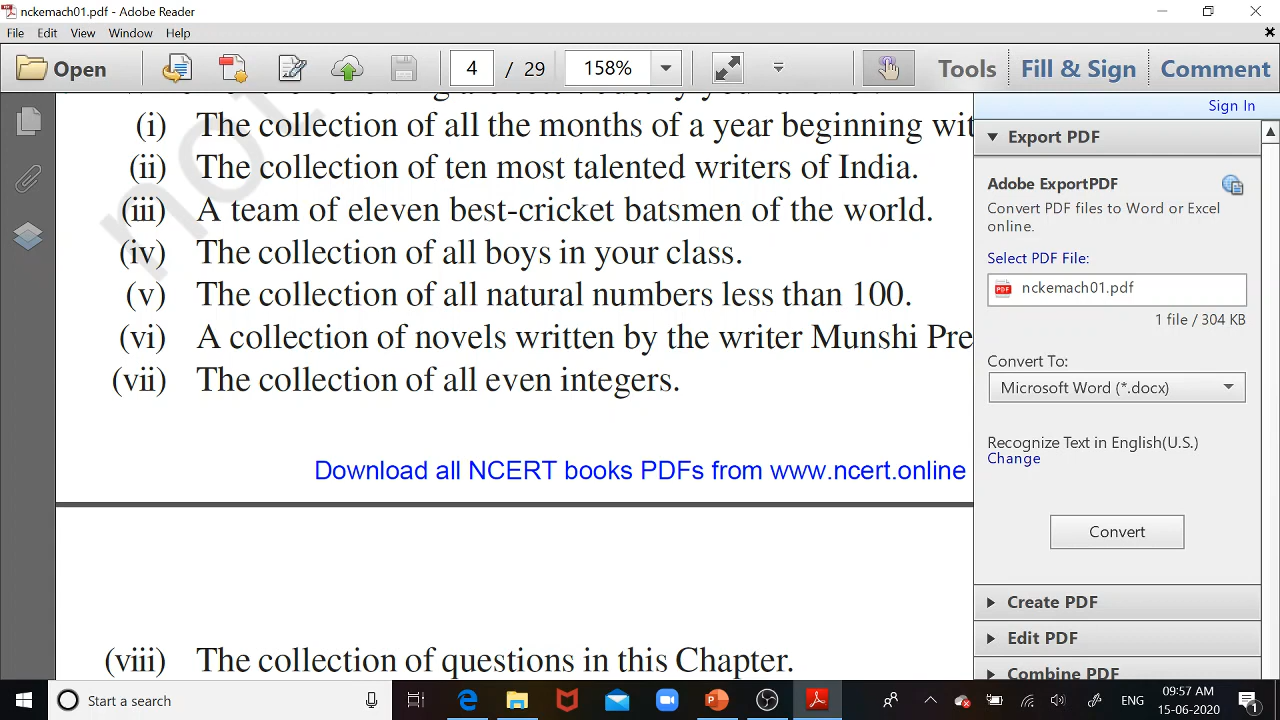 nckemach01.pdf - Adobe Reader
File Edit View Window Help
Open 4 / 29 158% Tools Fill & Sign Comment
Sign In
(i) The collection of all the months of a year beginning wit
(ii) The collection of ten most talented writers of India.
(iii) A team of eleven best-cricket batsmen of the world.
(iv) The collection of all boys in your class.
(v) The collection of all natural numbers less than 100.
(vi) A collection of novels written by the writer Munshi Pre
(vii) The collection of all even integers.
Download all NCERT books PDFs from www.ncert.online
(viii) The collection of questions in this Chapter.
not
Export PDF
Adobe ExportPDF
Convert PDF files to Word or Excel
online.
Select PDF File:
nckemach01.pdf
1 file / 304 KB
Convert To:
Microsoft Word (*.docx)
Recognize Text in English(U.S.)
Change
Convert
Create PDF
Edit PDF
Combine PDF
Start a search
ENG
09:57 AM
15-06-2020
1